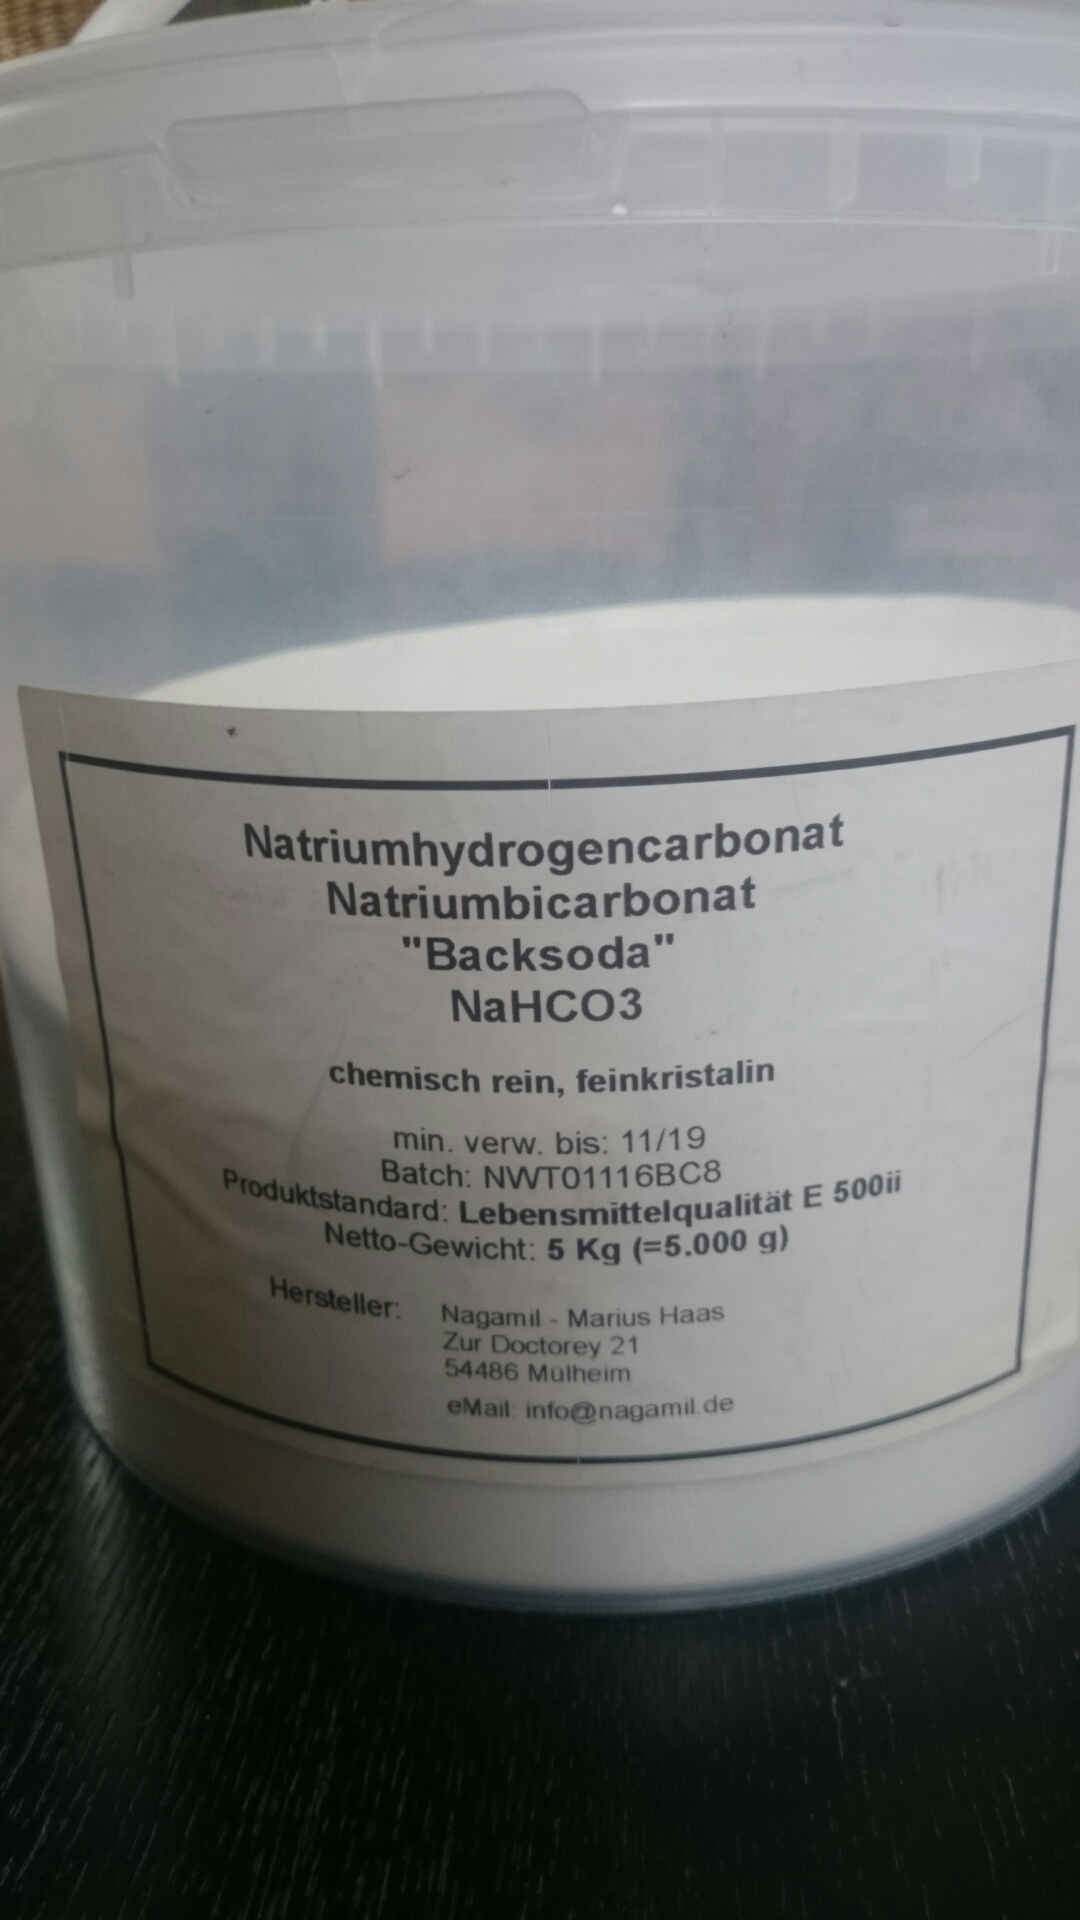 Natriumhydrogencarbonat
Natriumbicarbonat
"Backsoda"
NaHCO3
chemisch rein, feinkristalin
min. verw. bis: 11/19
Batch: NWT01116BC8
Produktstandard: Lebensmittelqualität E 500ii
Netto-Gewicht: 5 Kg (=5.000 g)
Hersteller: Nagamil - Marius Haas
Zur Doctorey 21
54486 Mülheim
eMail: info@nagamil.de